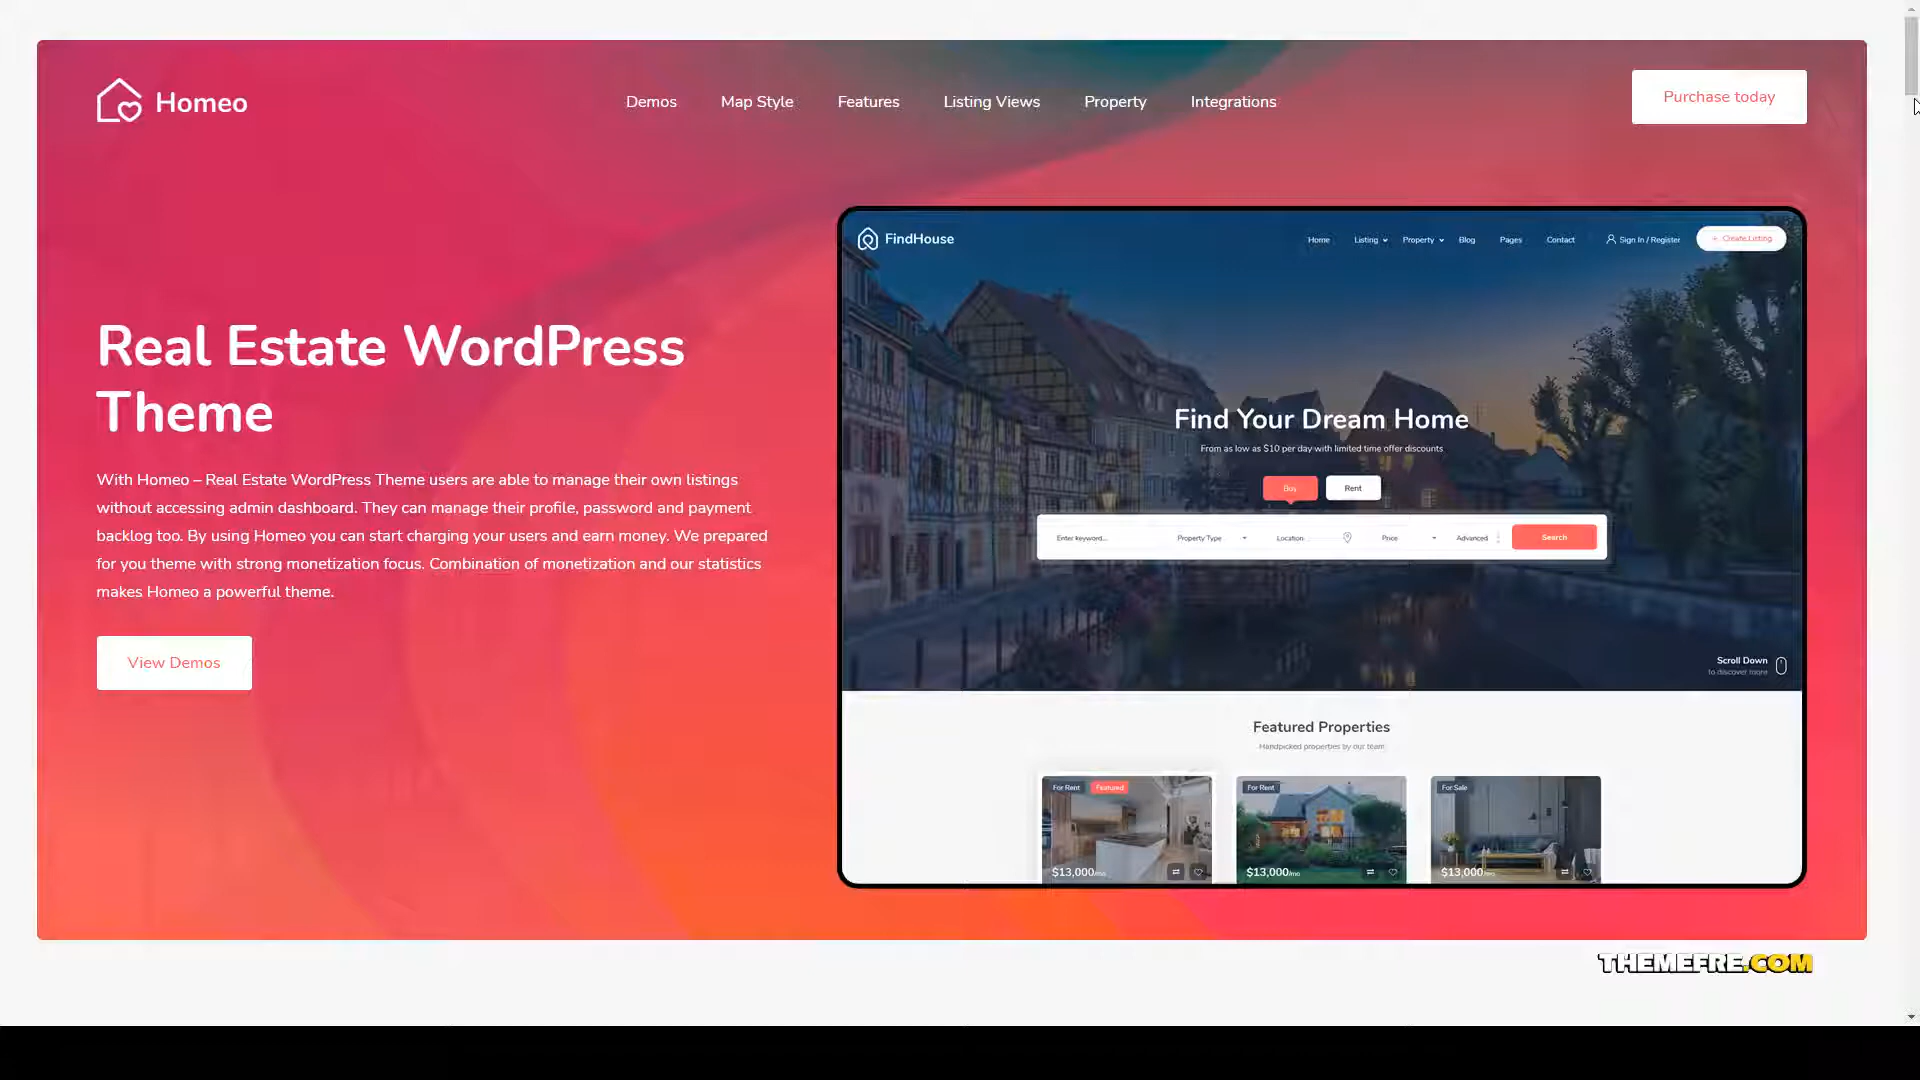 Homeo
Demos
Map Style
Features
Listing Views
Property
Integrations
Purchase today
Real Estate WordPress
Theme
With Homeo – Real Estate WordPress Theme users are able to manage their own listings
without accessing admin dashboard. They can manage their profile, password and payment
backlog too. By using Homeo you can start charging your users and earn money. We prepared
for you theme with strong monetization focus. Combination of monetization and our statistics
makes Homeo a powerful theme.
View Demos
FindHouse
Home
Listing
Property
Blog
Pages
Contact
Sign In / Register
+ Create Listing
Find Your Dream Home
From as low as $10 per day with limited time offer discounts
Buy
Rent
Enter keyword...
Property Type
Location
Price
Advanced
Search
Scroll Down
to discover more
Featured Properties
Handpicked properties by our team
For Rent
Featured
$13,000/mo
For Rent
$13,000/mo
For Sale
$13,000/mo
THEMEFRE.COM